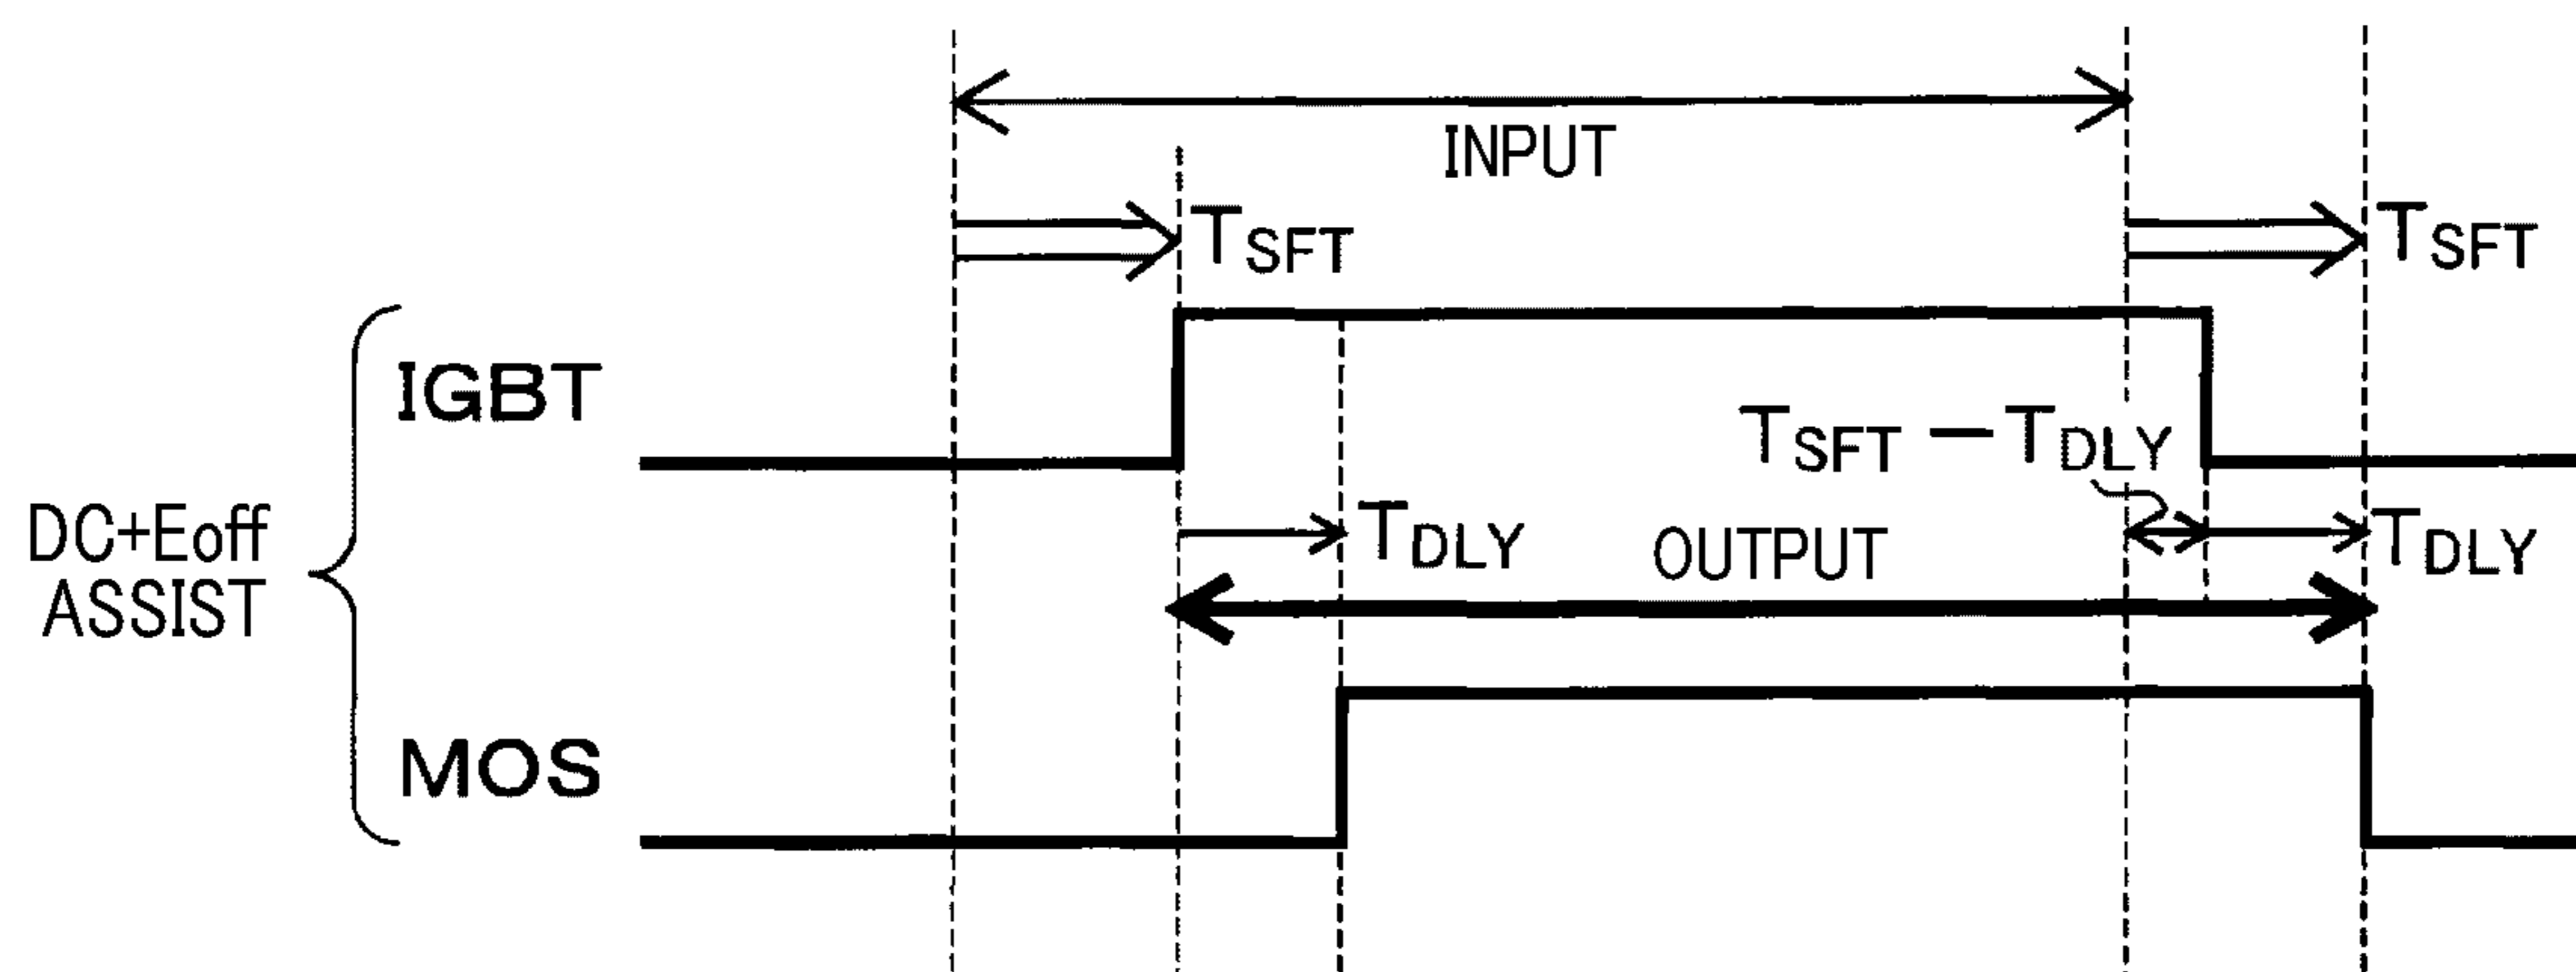 INPUT
TSFT
TSFT
IGBT
TSFT – TDLY
DC+Eoff
ASSIST
TDLY
OUTPUT
TDLY
MOS